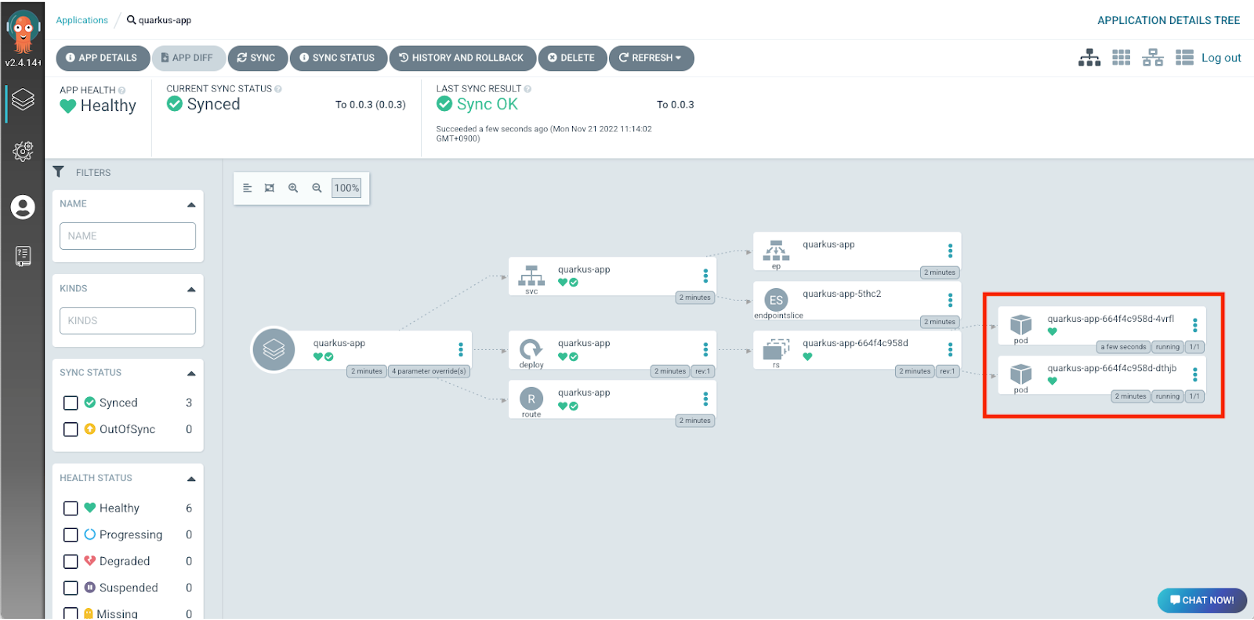 v2.4.14+
Applications / quarkus-app
APPLICATION DETAILS TREE
APP DETAILS APP DIFF SYNC SYNC STATUS HISTORY AND ROLLBACK DELETE REFRESH
Log out
APP HEALTH
Healthy
CURRENT SYNC STATUS
Synced
To 0.0.3 (0.0.3)
LAST SYNC RESULT
Sync OK
To 0.0.3
Succeeded a few seconds ago (Mon Nov 21 2022 11:14:02
GMT+0900)
FILTERS
NAME
NAME
KINDS
KINDS
SYNC STATUS
Synced 3
OutOfSync 0
HEALTH STATUS
Healthy 6
Progressing 0
Degraded 0
Suspended 0
Missing 0
100%
quarkus-app
2 minutes 4 parameter override(s)
svc
quarkus-app
2 minutes
deploy
quarkus-app
2 minutes rev:1
R
route
quarkus-app
2 minutes
ep
quarkus-app
2 minutes
ES
endpointslice
quarkus-app-5thc2
2 minutes
rs
quarkus-app-664f4c958d
2 minutes rev:1
pod
quarkus-app-664f4c958d-4vrfl
a few seconds running 1/1
pod
quarkus-app-664f4c958d-dthjb
2 minutes running 1/1
CHAT NOW!